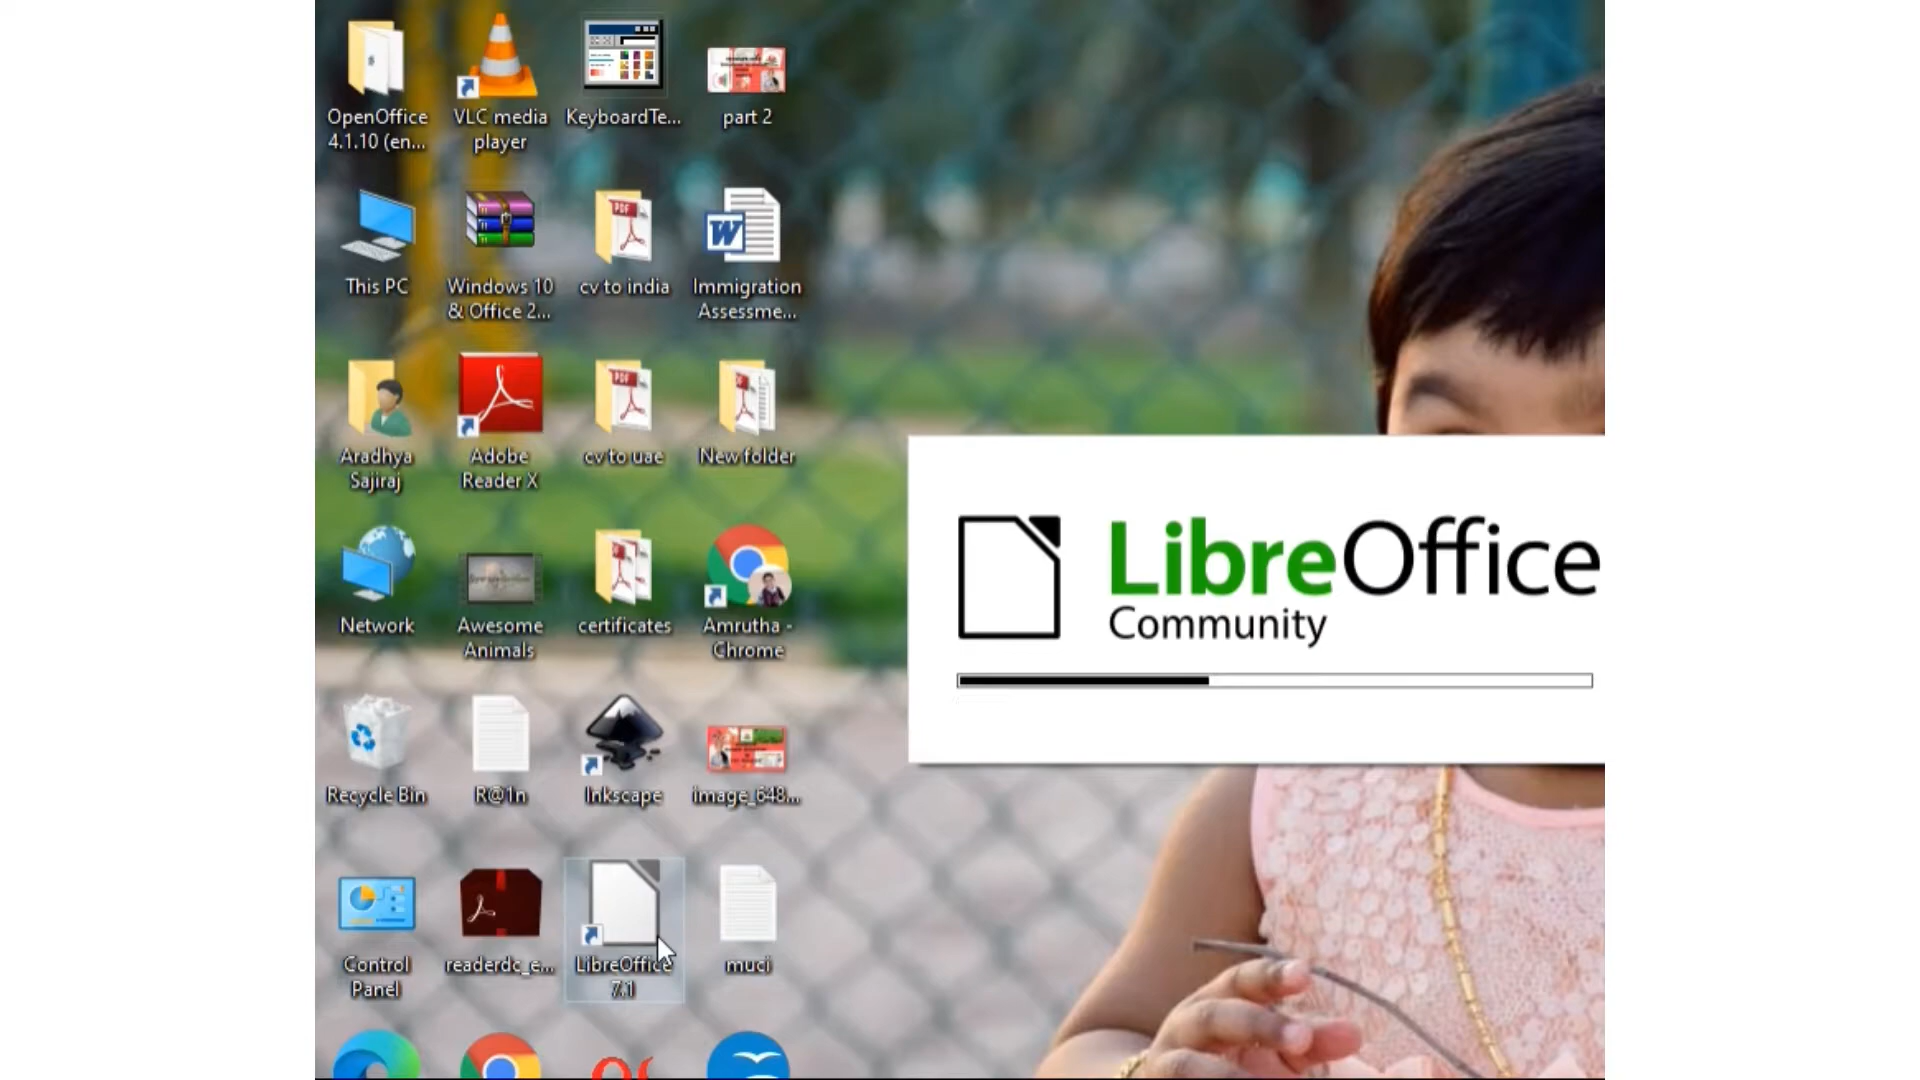 OpenOffice
4.1.10 (en...
VLC media
player
KeyboardTe...
part 2
This PC
Windows 10
& Office 2...
cv to india
Immigration
Assessme...
Aradhya
Sajiraj
Adobe
Reader X
cv to uae
New folder
LibreOffice
Community
Network
Awesome
Animals
certificates
Amrutha -
Chrome
Recycle Bin
R@1n
Inkscape
image_648...
Control
Panel
readerdc_e...
LibreOffice
7.1
muci